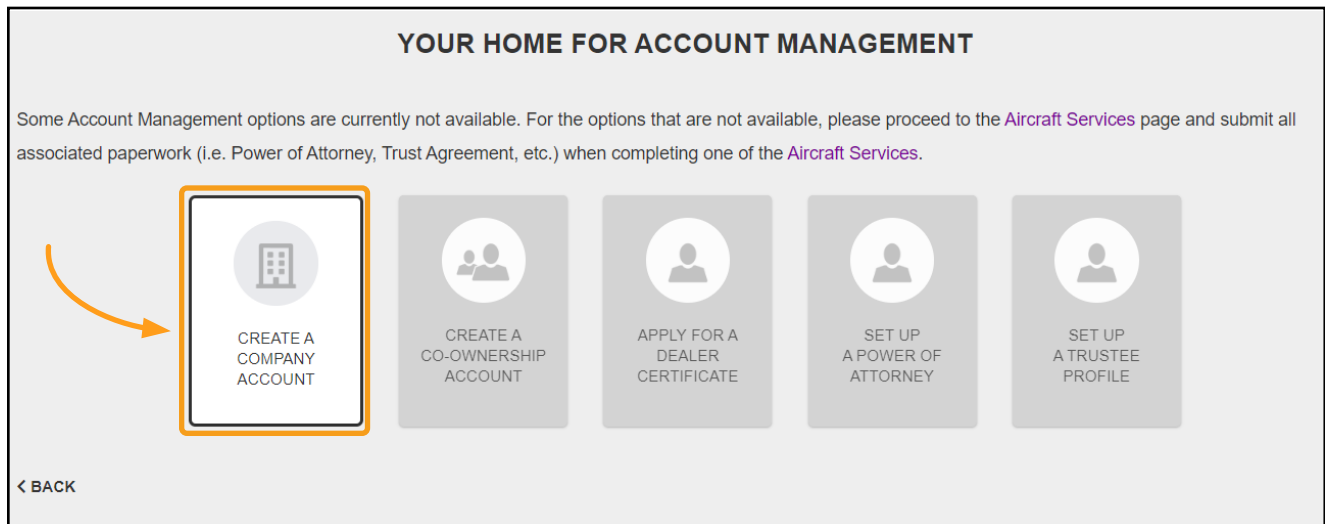 YOUR HOME FOR ACCOUNT MANAGEMENT
Some Account Management options are currently not available. For the options that are not available, please proceed to the Aircraft Services page and submit all
associated paperwork (i.e. Power of Attorney, Trust Agreement, etc.) when completing one of the Aircraft Services.
CREATE A
COMPANY
ACCOUNT
CREATE A
CO-OWNERSHIP
ACCOUNT
APPLY FOR A
DEALER
CERTIFICATE
SET UP
A POWER OF
ATTORNEY
SET UP
A TRUSTEE
PROFILE
< BACK